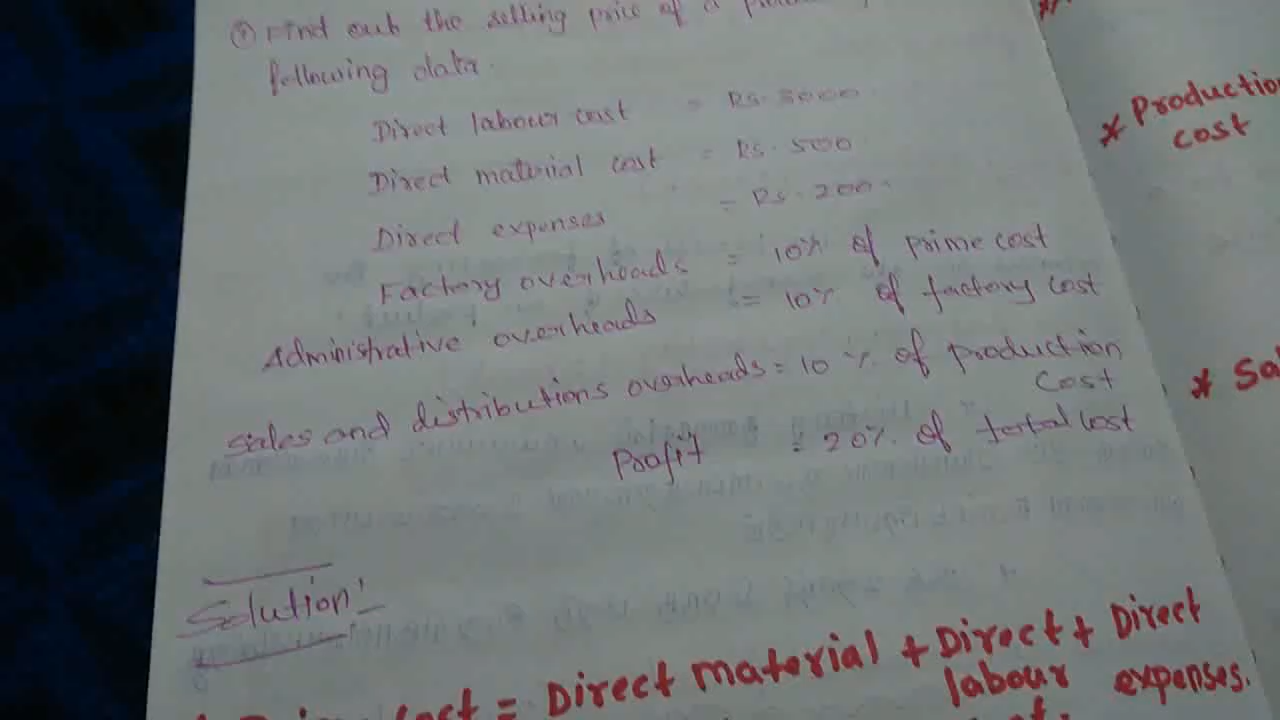 Find out the selling price of a
following data.
Direct labour cost = Rs. 3000
Direct material cost = Rs. 500
Direct expenses = Rs. 200.
Factory overheads = 10% of prime cost
Administrative overheads = 10% of factory cost
Sales and distributions overheads = 10% of production
cost
Profit = 20% of total cost
Solution:-
cost = Direct material + Direct + Direct
labour expenses.
* Production
cost
*